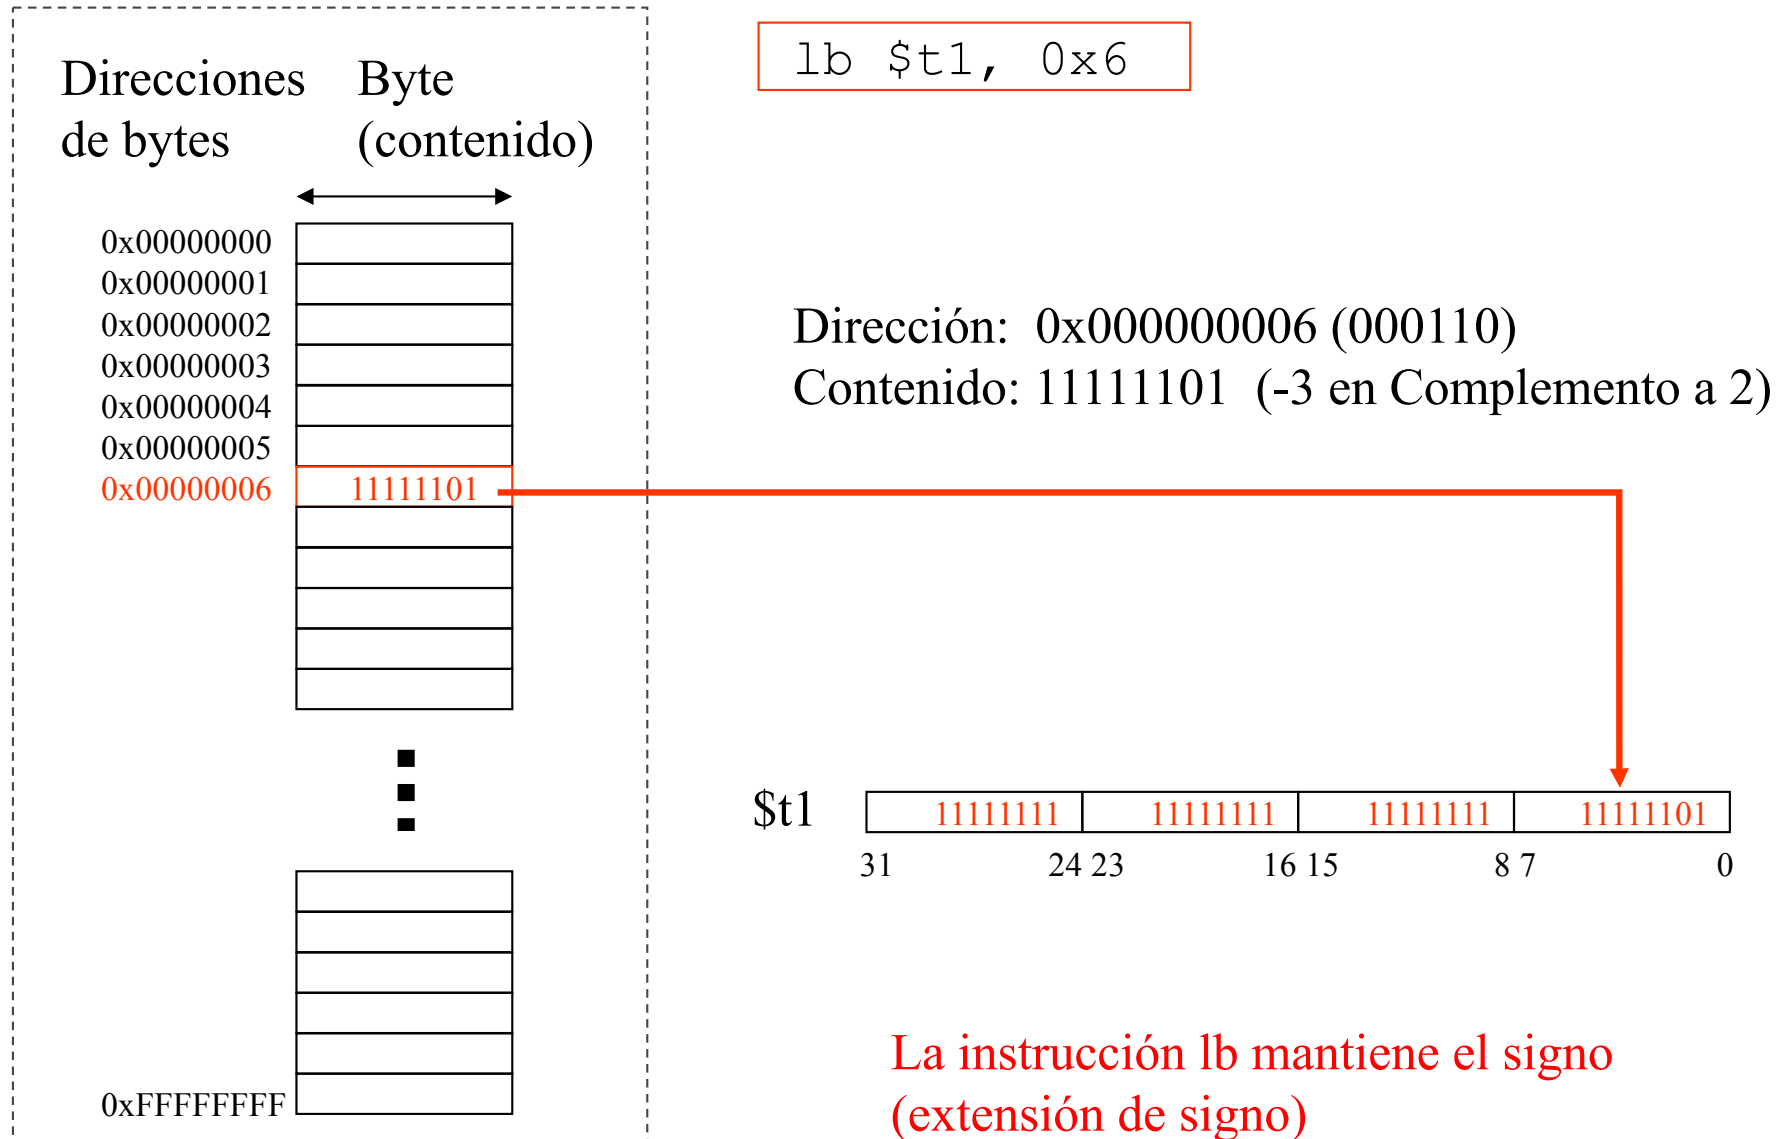 lb $t1, 0x6
Direcciones Byte
de bytes (contenido)
0x00000000
0x00000001
0x00000002
0x00000003
0x00000004
0x00000005
0x00000006 11111101
0xFFFFFFFF
Dirección: 0x000000006 (000110)
Contenido: 11111101 (-3 en Complemento a 2)
$t1 11111111 11111111 11111111 11111101
31 24 23 16 15 8 7 0
La instrucción lb mantiene el signo
(extensión de signo)